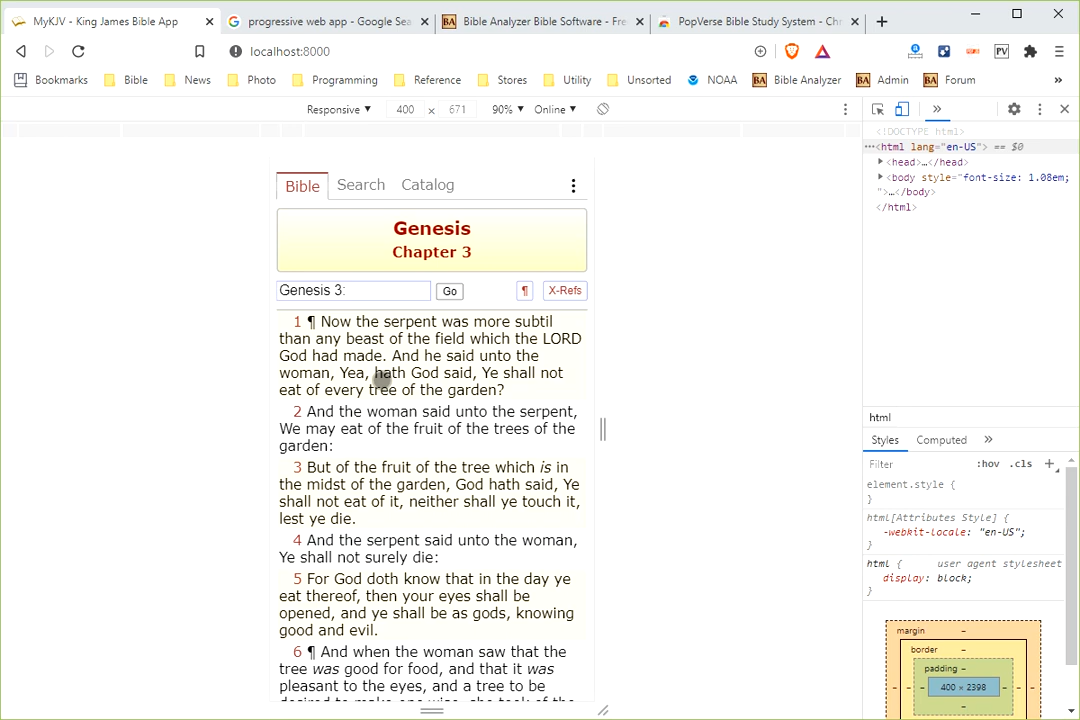 MyKJV - King James Bible App
progressive web app - Google Sea
Bible Analyzer Bible Software - Fre
PopVerse Bible Study System - Ch
localhost:8000
Bookmarks Bible News Photo Programming Reference Stores Utility Unsorted NOAA Bible Analyzer Admin Forum »
Responsive ▼ 400 x 671 90% ▼ Online ▼
Bible Search Catalog
Genesis
Chapter 3
Genesis 3: Go ¶ X-Refs
1 ¶ Now the serpent was more subtil
than any beast of the field which the LORD
God had made. And he said unto the
woman, Yea, hath God said, Ye shall not
eat of every tree of the garden?
2 And the woman said unto the serpent,
We may eat of the fruit of the trees of the
garden:
3 But of the fruit of the tree which is in
the midst of the garden, God hath said, Ye
shall not eat of it, neither shall ye touch it,
lest ye die.
4 And the serpent said unto the woman,
Ye shall not surely die:
5 For God doth know that in the day ye
eat thereof, then your eyes shall be
opened, and ye shall be as gods, knowing
good and evil.
6 ¶ And when the woman saw that the
tree was good for food, and that it was
pleasant to the eyes, and a tree to be
<!DOCTYPE html>
<html lang="en-US"> == $0
<head>…</head>
<body style="font-size: 1.08em;
">…</body>
</html>
html
Styles Computed »
Filter :hov .cls +
element.style {
}
html[Attributes Style] {
-webkit-locale: "en-US";
}
html { user agent stylesheet
display: block;
}
margin –
border –
padding –
400 × 2398